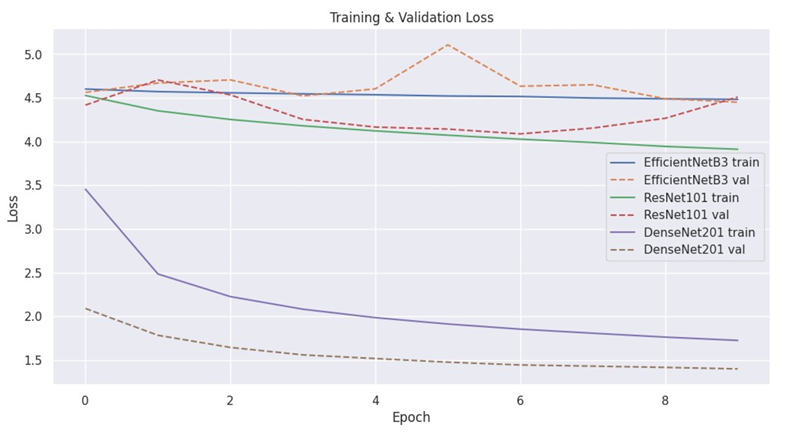 Training & Validation Loss
5.0
4.5
4.0
3.5
3.0
2.5
2.0
1.5
Loss
EfficientNetB3 train
EfficientNetB3 val
ResNet101 train
ResNet101 val
DenseNet201 train
DenseNet201 val
0 2 4 6 8
Epoch